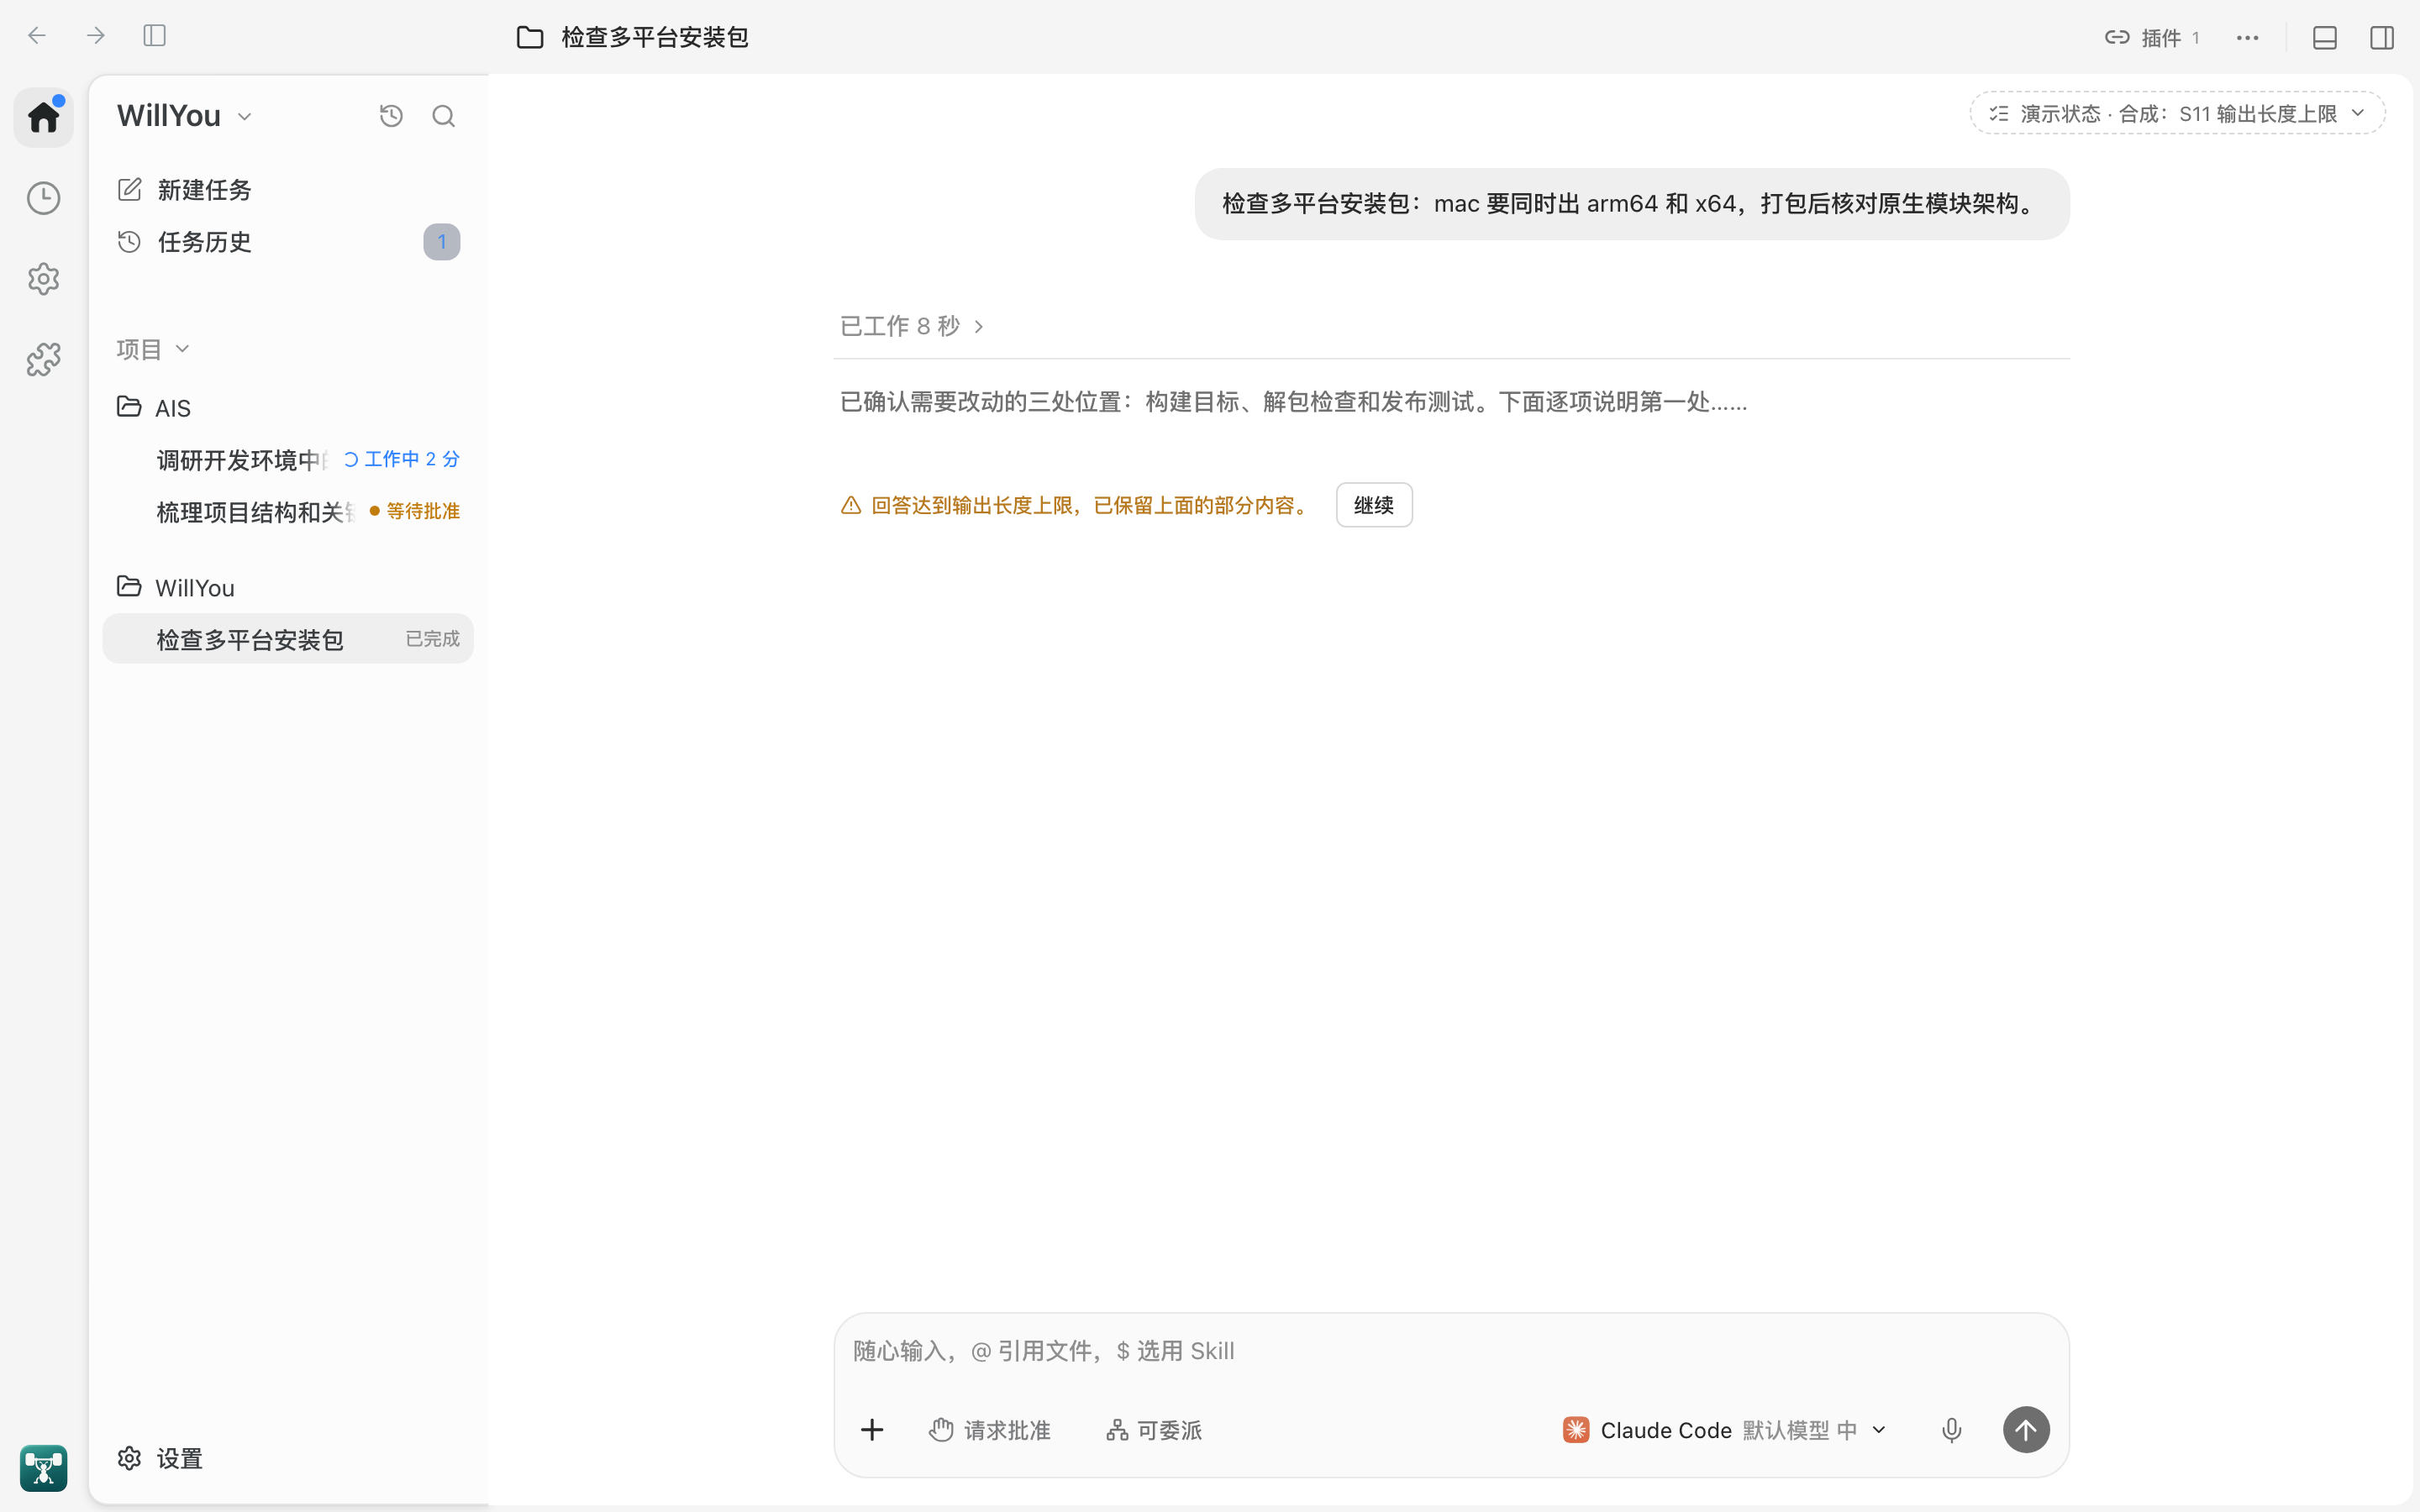 检查多平台安装包
插件 1
WillYou
演示状态 · 合成：S11 输出长度上限
新建任务
任务历史 1
项目
AIS
调研开发环境中 工作中 2 分
梳理项目结构和关 等待批准
WillYou
检查多平台安装包 已完成
设置
检查多平台安装包：mac 要同时出 arm64 和 x64，打包后核对原生模块架构。
已工作 8 秒
已确认需要改动的三处位置：构建目标、解包检查和发布测试。下面逐项说明第一处……
回答达到输出长度上限，已保留上面的部分内容。 继续
随心输入，@ 引用文件，$ 选用 Skill
请求批准 可委派 Claude Code 默认模型 中